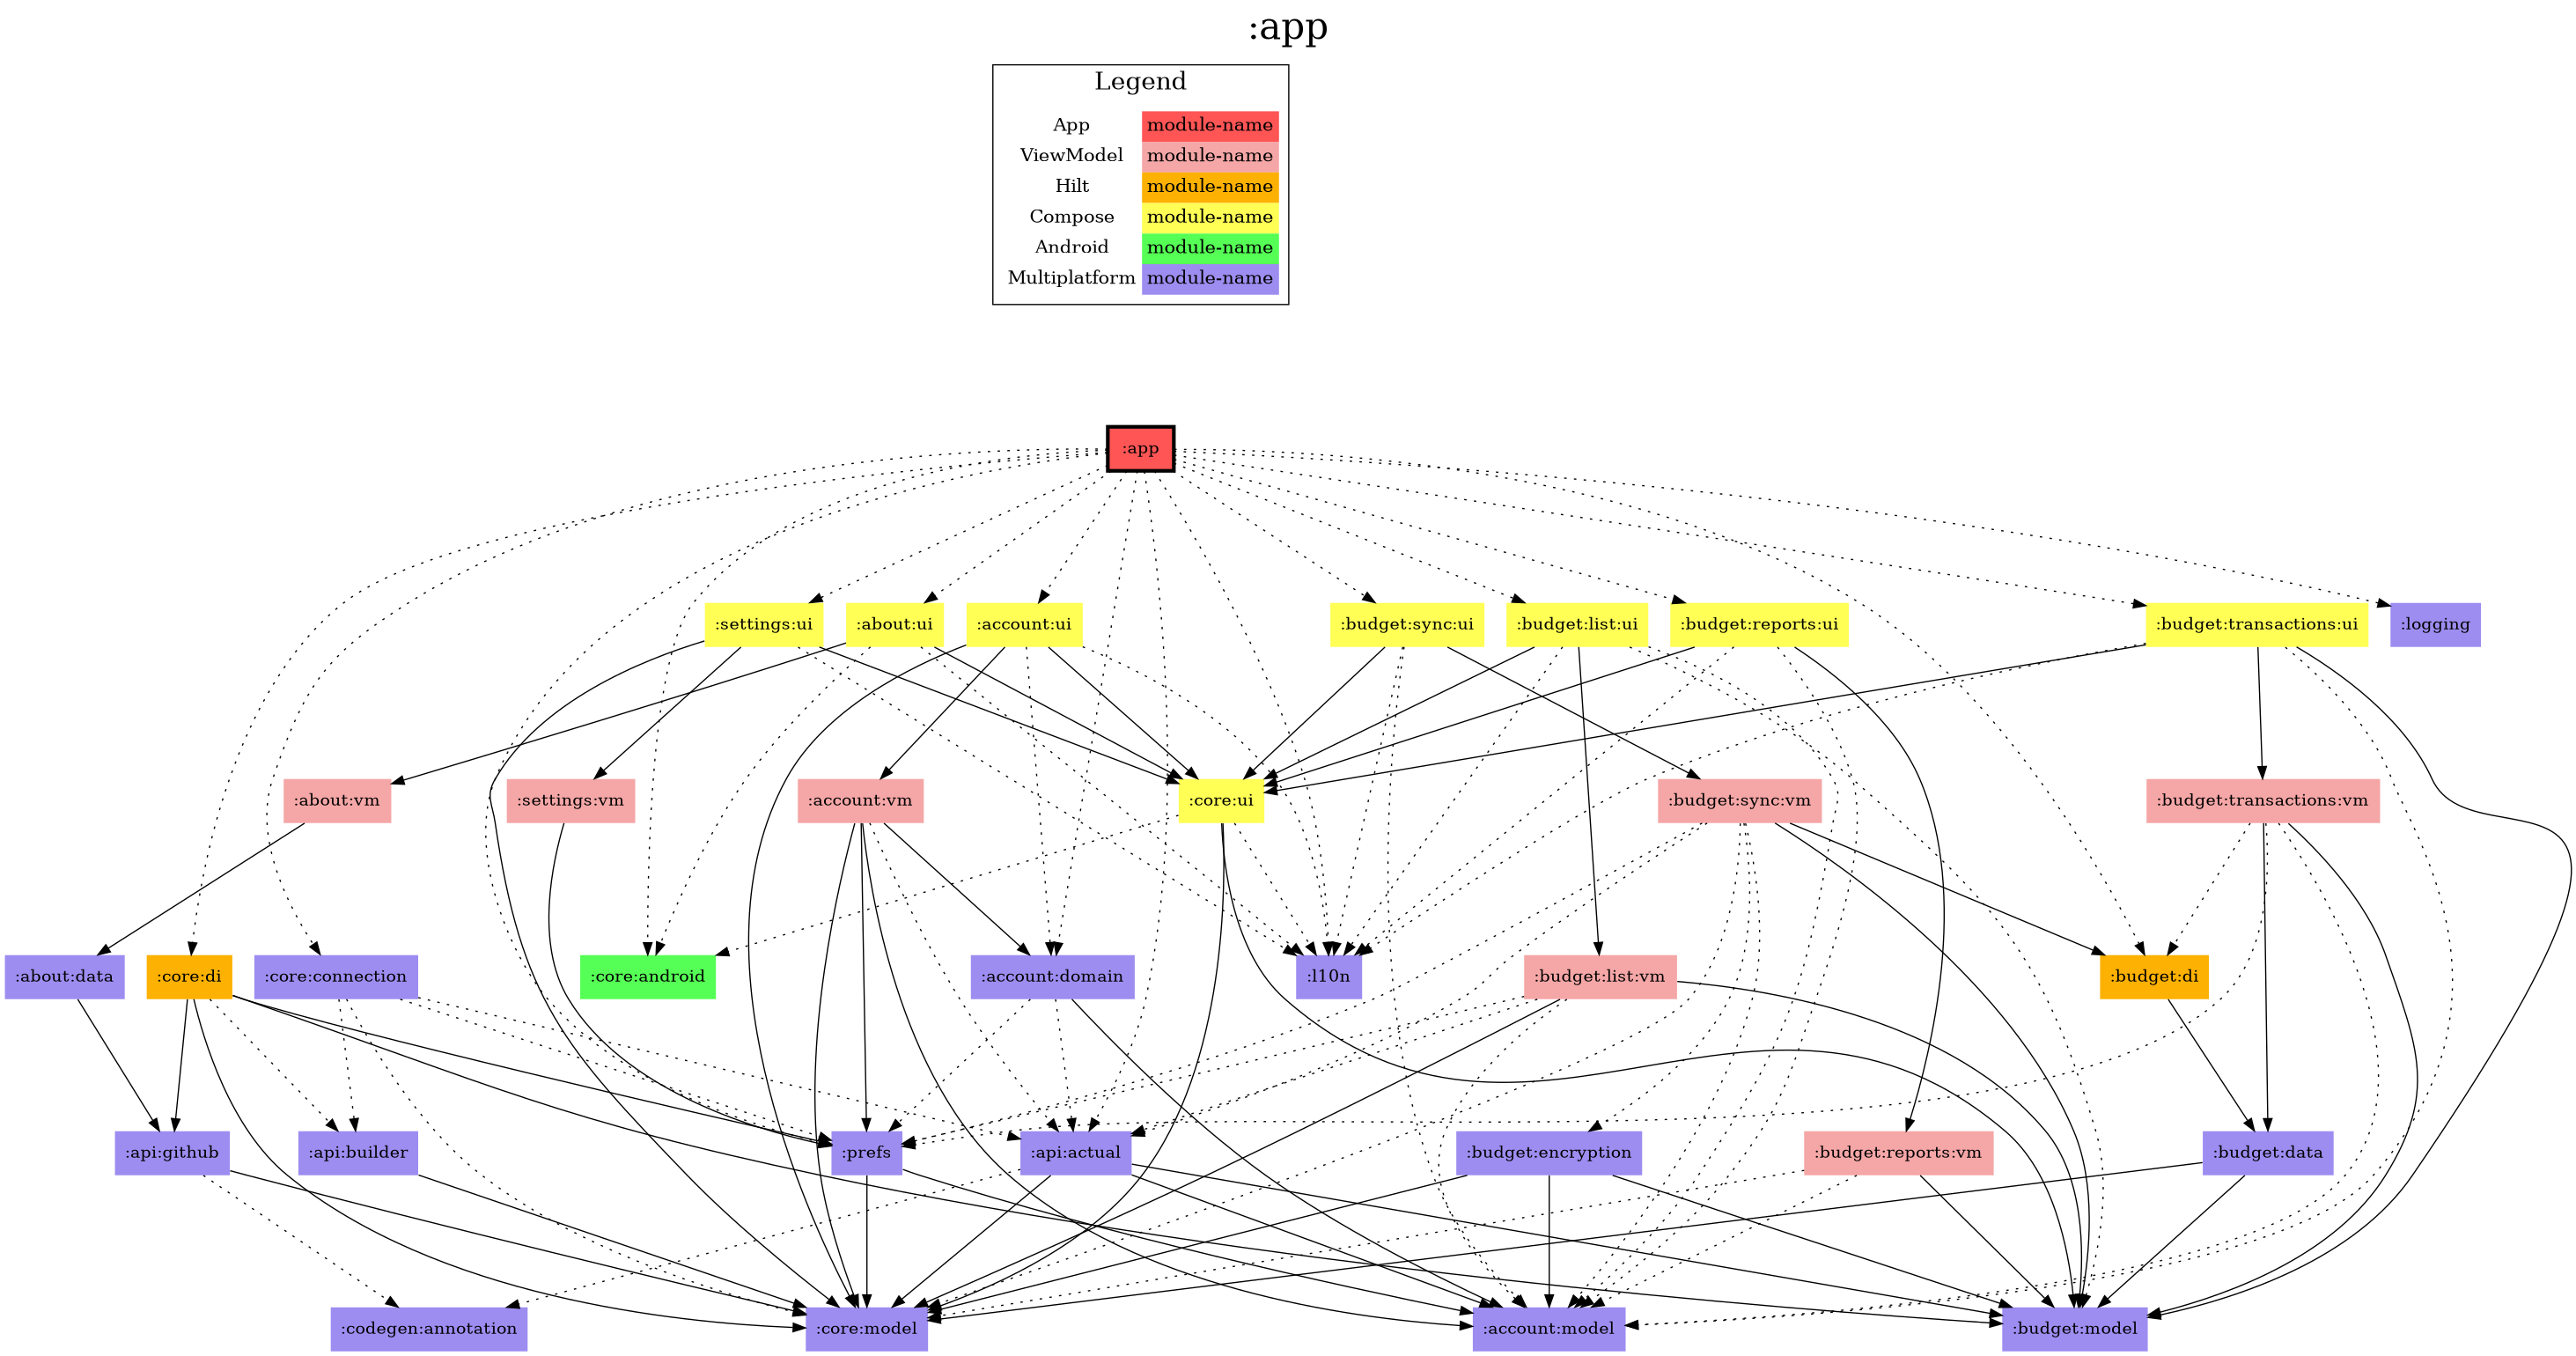 :app
Legend
App module-name
ViewModel module-name
Hilt module-name
Compose module-name
Android module-name
Multiplatform module-name
:app
:settings:ui :about:ui :account:ui :budget:sync:ui :budget:list:ui :budget:reports:ui :budget:transactions:ui :logging
:about:vm :settings:vm :account:vm :core:ui :budget:sync:vm :budget:transactions:vm
:about:data :core:di :core:connection :core:android :account:domain :l10n :budget:list:vm :budget:di
:api:github :api:builder :prefs :api:actual :budget:encryption :budget:reports:vm :budget:data
:codegen:annotation :core:model :account:model :budget:model